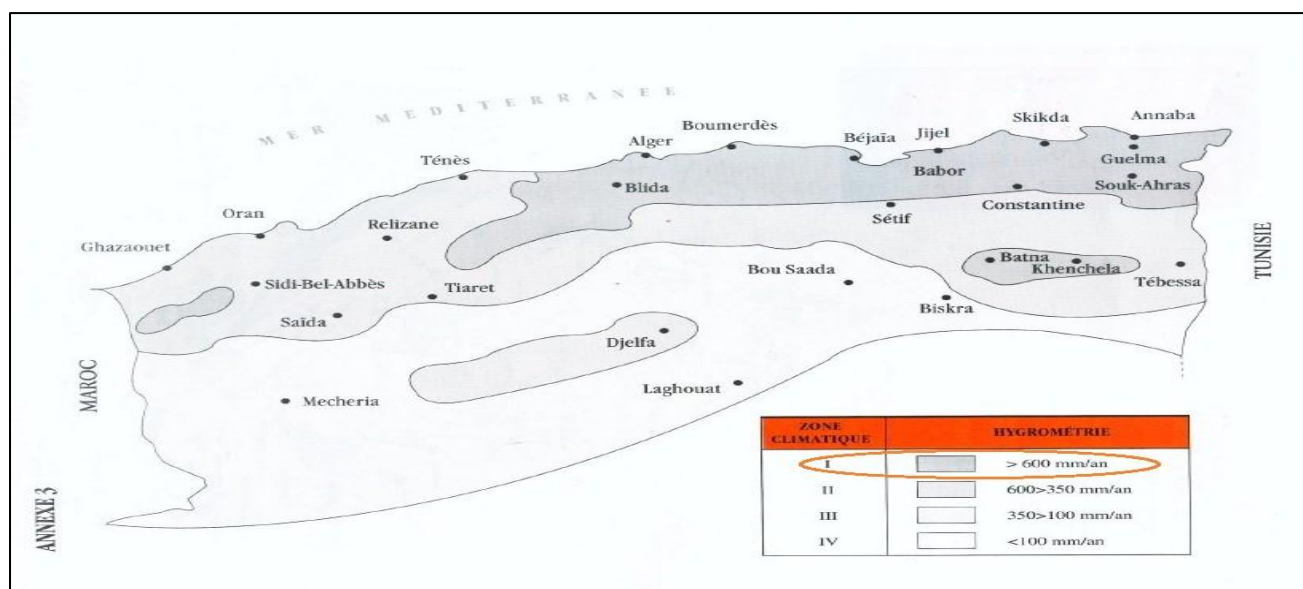 MER MEDITERRANEE
Annaba
Skikda
Boumerdès
Jijel
Béjaïa
Alger
Guelma
Ténès
Babor
Blida
Souk-Ahras
Constantine
Oran
Sétif
Relizane
Ghazaouet
TUNISIE
Batna
Khenchela
Bou Saada
Tébessa
Sidi-Bel-Abbès
Tiaret
Biskra
Saïda
Djelfa
MAROC
Laghouat
Mecheria
ANNEXE 3
ZONE CLIMATIQUE HYGROMÉTRIE
I > 600 mm/an
II 600>350 mm/an
III 350>100 mm/an
IV <100 mm/an